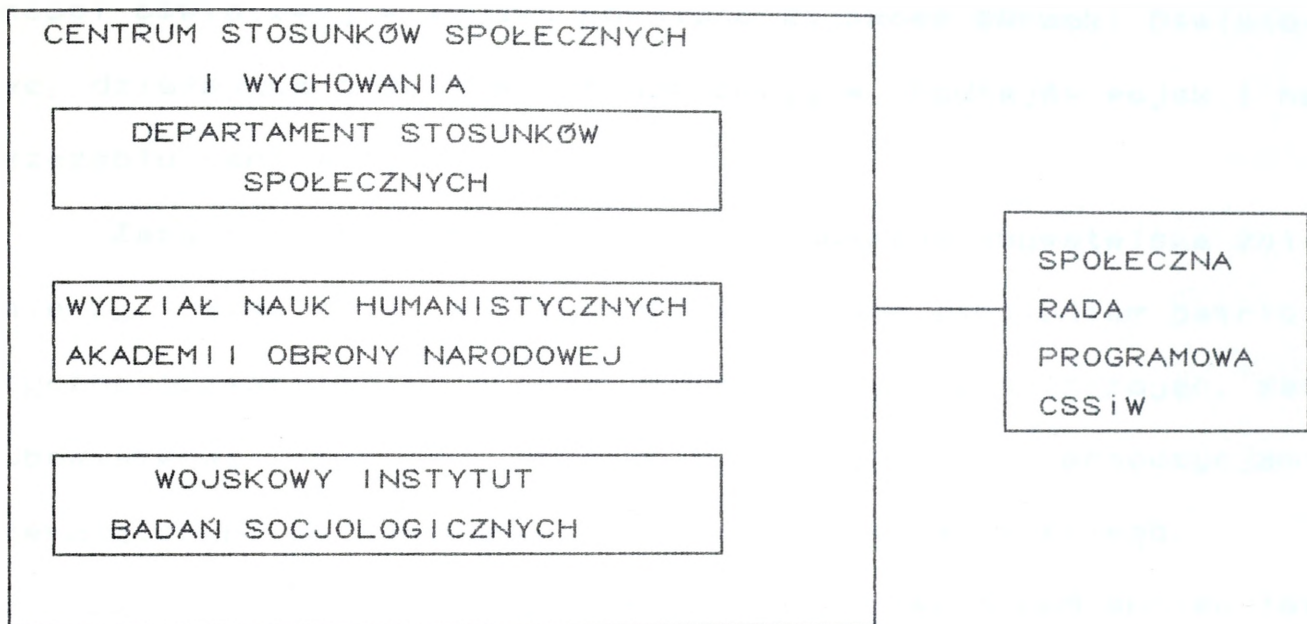 CENTRUM STOSUNKÓW SPOŁECZNYCH
I WYCHOWANIA
DEPARTAMENT STOSUNKÓW
SPOŁECZNYCH
WYDZIAŁ NAUK HUMANISTYCZNYCH
AKADEMII OBRONY NARODOWEJ
WOJSKOWY INSTYTUT
BADAŃ SOCJOLOGICZNYCH
SPOŁECZNA
RADA
PROGRAMOWA
CSSiW